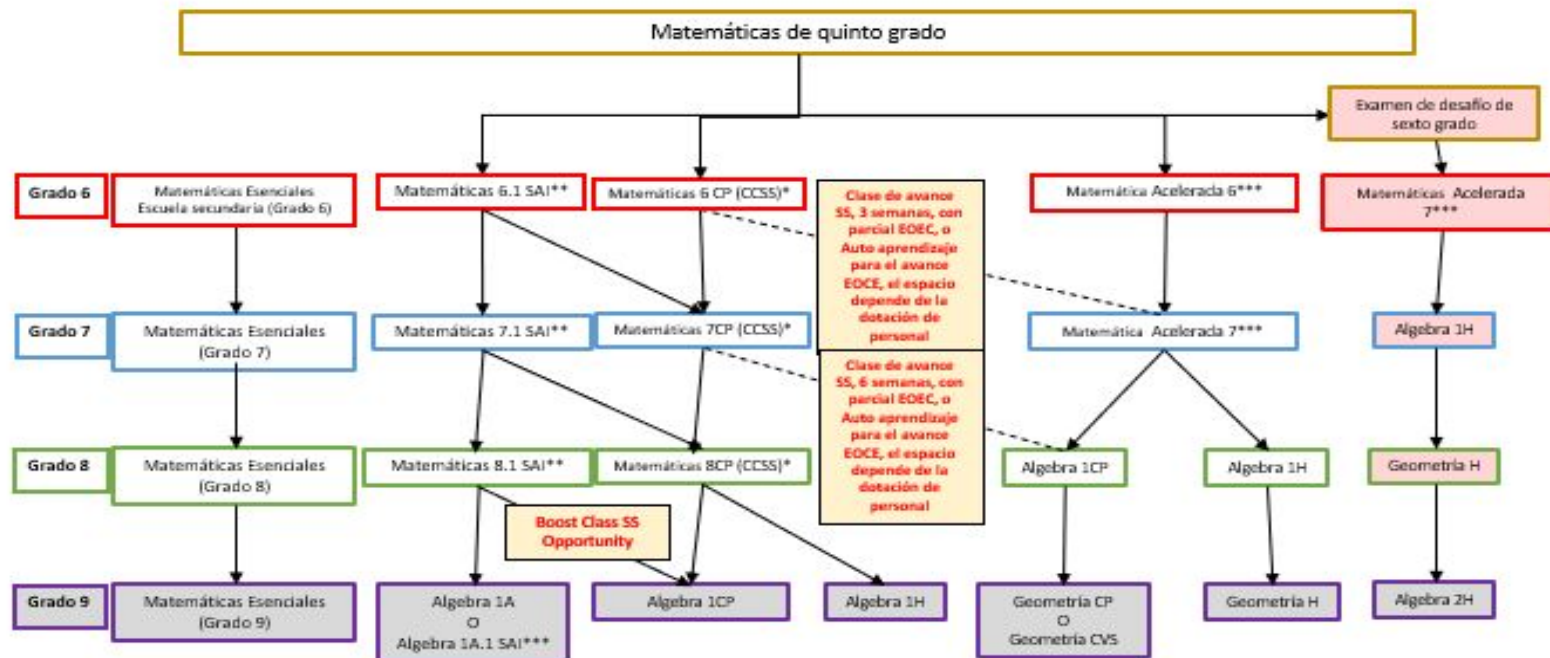 Matemáticas de quinto grado
Examen de desafío de
sexto grado
Grado 6
Matemáticas Esenciales
Escuela secundaria (Grado 6)
Matemáticas 6.1 SAI**
Matemáticas 6 CP (CCSS)*
Clase de avance
SS, 3 semanas, con
parcial EOEC, o
Auto aprendizaje
para el avance
EOCE, el espacio
depende de la
dotación de
personal
Matemática Acelerada 6***
Matemáticas Acelerada
7***
Grado 7
Matemáticas Esenciales
(Grado 7)
Matemáticas 7.1 SAI**
Matemáticas 7CP (CCSS)*
Matemática Acelerada 7***
Algebra 1H
Clase de avance
SS, 6 semanas, con
parcial EOEC, o
Auto aprendizaje
para el avance
EOCE, el espacio
depende de la
dotación de
personal
Grado 8
Matemáticas Esenciales
(Grado 8)
Matemáticas 8.1 SAI**
Matemáticas 8CP (CCSS)*
Algebra 1CP
Algebra 1H
Geometría H
Boost Class SS
Opportunity
Grado 9
Matemáticas Esenciales
(Grado 9)
Algebra 1A
O
Algebra 1A.1 SAI***
Algebra 1CP
Algebra 1H
Geometría CP
O
Geometría CVS
Geometría H
Algebra 2H